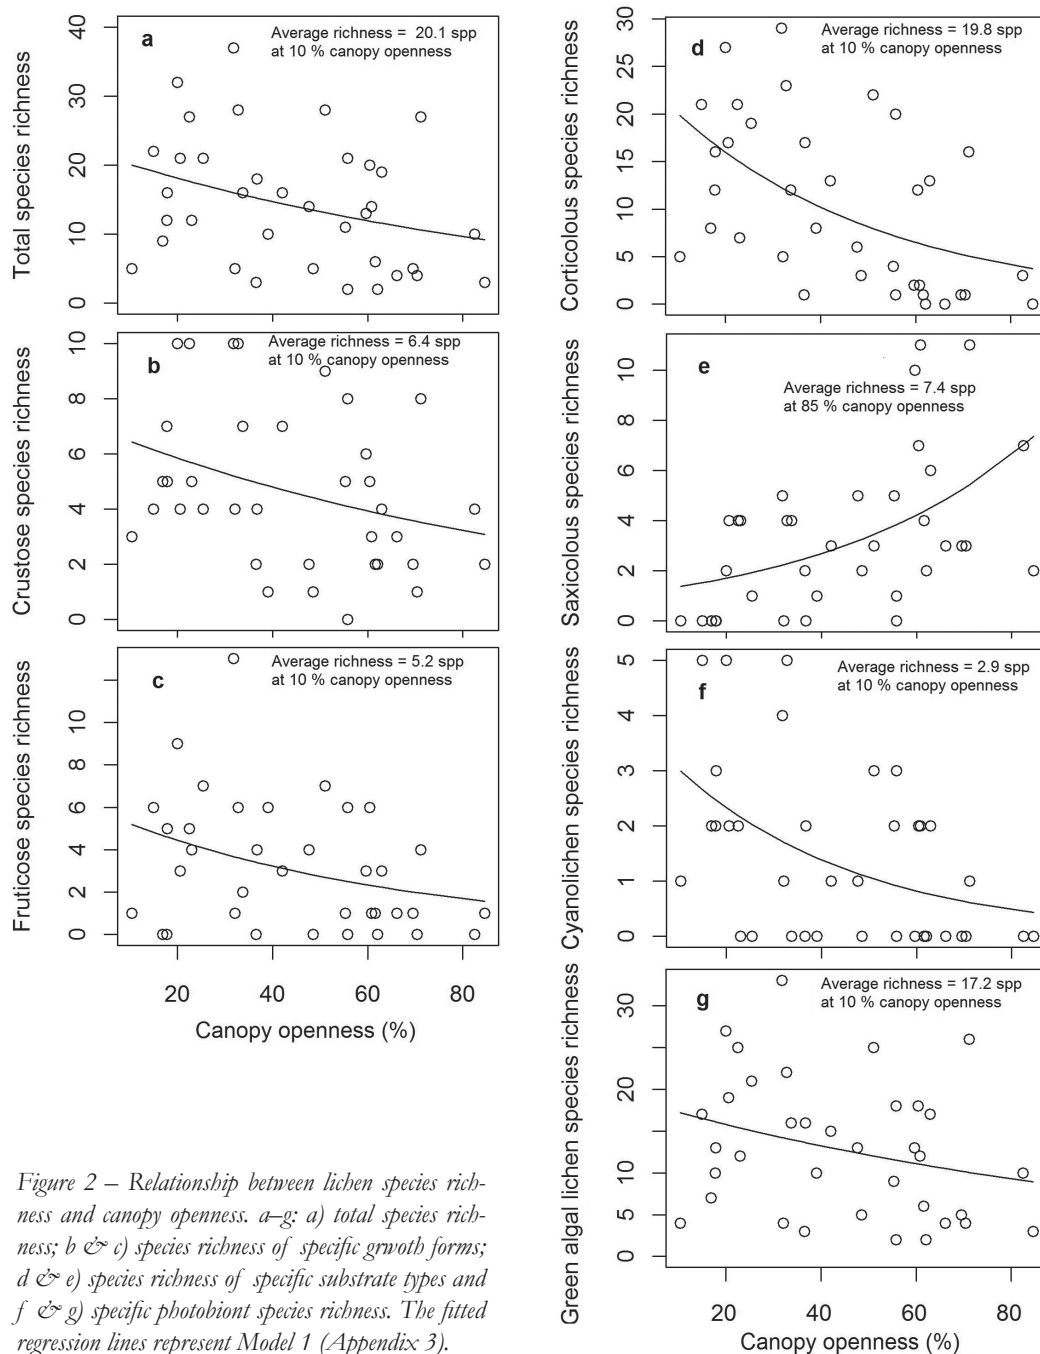 a
Average richness = 20.1 spp
at 10 % canopy openness
Total species richness
40
30
20
10
0
b
Average richness = 6.4 spp
at 10 % canopy openness
Crustose species richness
10
8
6
4
2
0
c
Average richness = 5.2 spp
at 10 % canopy openness
Fruticose species richness
10
8
6
4
2
0
20 40 60 80
Canopy openness (%)
d
Average richness = 19.8 spp
at 10 % canopy openness
Corticolous species richness
30
25
20
15
10
5
0
e
Average richness = 7.4 spp
at 85 % canopy openness
Saxicolous species richness
10
8
6
4
2
0
f
Average richness = 2.9 spp
at 10 % canopy openness
Cyanolichen species richness
5
4
3
2
1
0
g
Average richness = 17.2 spp
at 10 % canopy openness
Green algal lichen species richness
30
20
10
5
0
20 40 60 80
Canopy openness (%)
Figure 2 – Relationship between lichen species rich-
ness and canopy openness. a–g: a) total species rich-
ness; b & c) species richness of specific grwoth forms;
d & e) species richness of specific substrate types and
f & g) specific photobiont species richness. The fitted
regression lines represent Model 1 (Appendix 3).